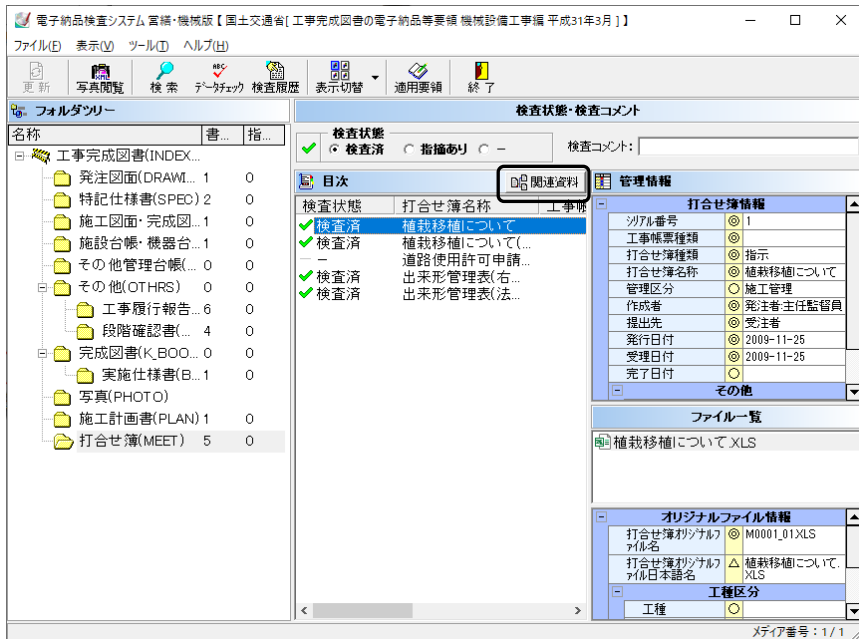 電子納品検査システム 営繕・機械版【 国土交通省[ 工事完成図書の電子納品等要領 機械設備工事編 平成31年3月 ] 】
ファイル(F) 表示(V) ツール(T) ヘルプ(H)
更 新 写真閲覧 検 索 データチェック 検査履歴 表示切替 適用要領 終 了
フォルダツリー
名称 書... 指...
工事完成図書(INDEX...
発注図面(DRAWI... 1 0
特記仕様書(SPEC) 2 0
施工図面・完成図... 1 0
施設台帳・機器台... 1 0
その他管理台帳(... 0 0
その他(OTHRS) 0 0
工事履行報告... 6 0
段階確認書(... 4 0
完成図書(K_BOO... 0 0
実施仕様書(B... 1 0
写真(PHOTO)
施工計画書(PLAN) 1 0
打合せ簿(MEET) 5 0
検査状態・検査コメント
検査状態
検査済 指摘あり －
検査コメント:
目次 関連資料
検査状態 打合せ簿名称 工事帳
検査済 植栽移植について
検査済 植栽移植について(...
－ － 道路使用許可申請...
検査済 出来形管理表(右...
検査済 出来形管理表(法...
管理情報
打合せ簿情報
シリアル番号 ◎ 1
工事帳票種類 ◎
打合せ簿種類 ◎ 指示
打合せ簿名称 ◎ 植栽移植について
管理区分 ○ 施工管理
作成者 ◎ 発注者:主任監督員
提出先 ◎ 受注者
発行日付 ◎ 2009-11-25
受理日付 ◎ 2009-11-25
完了日付 ○
その他
ファイル一覧
植栽移植について.XLS
オリジナルファイル情報
打合せ簿オリジナルフ ◎ M0001_01.XLS
ァイル名
打合せ簿オリジナルフ △ 植栽移植について.
ァイル日本語名 XLS
工種区分
工種 ○
メディア番号：1 / 1